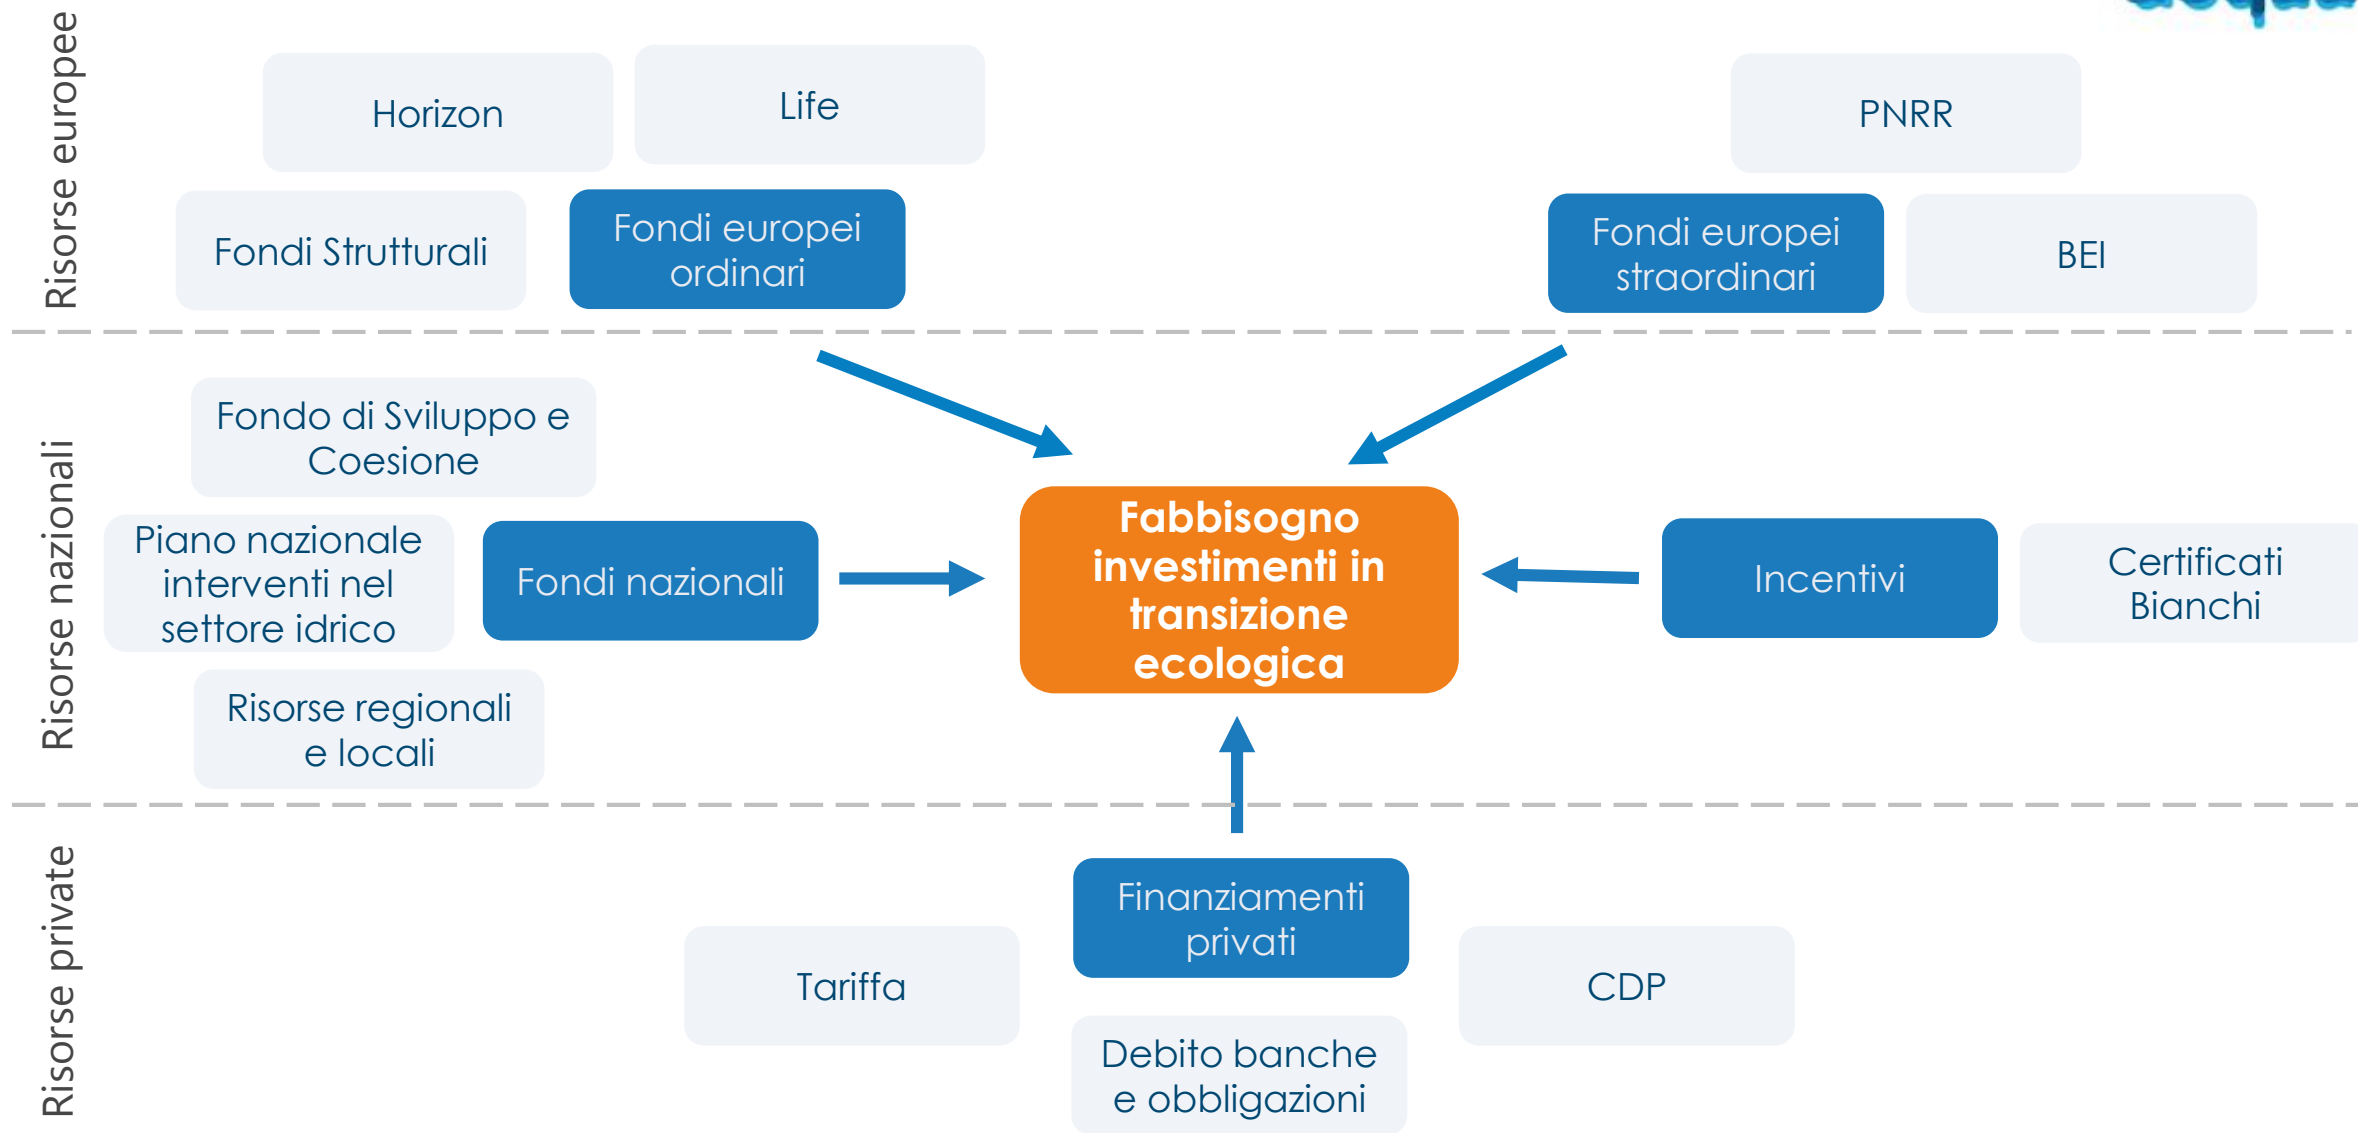 Risorse europee
Horizon
Life
PNRR
Fondi Strutturali
Fondi europei
ordinari
Fondi europei
straordinari
BEI
Risorse nazionali
Fondo di Sviluppo e
Coesione
Piano nazionale
interventi nel
settore idrico
Fondi nazionali
Risorse regionali
e locali
Fabbisogno
investimenti in
transizione
ecologica
Incentivi
Certificati
Bianchi
Risorse private
Finanziamenti
privati
Tariffa
CDP
Debito banche
e obbligazioni